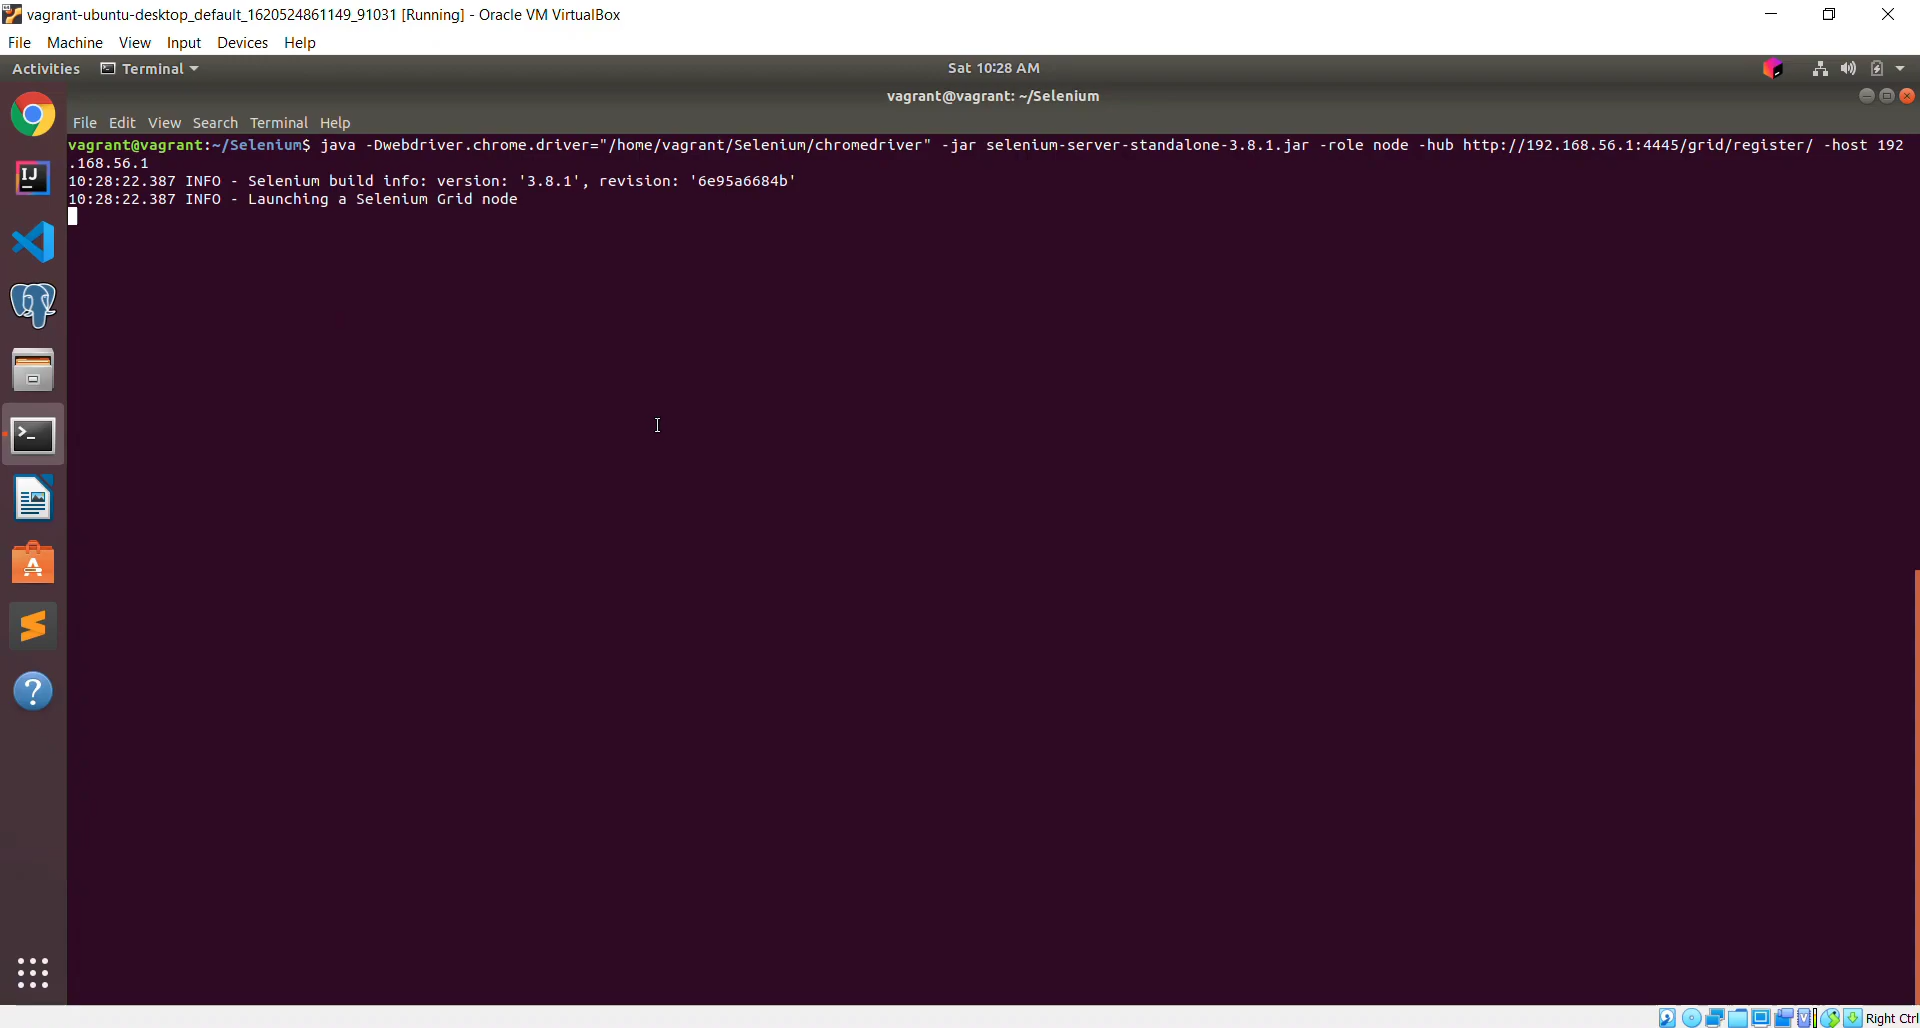 vagrant-ubuntu-desktop_default_1620524861149_91031 [Running] - Oracle VM VirtualBox
File Machine View Input Devices Help
Activities Terminal Sat 10:28 AM
vagrant@vagrant: ~/Selenium
File Edit View Search Terminal Help
vagrant@vagrant:~/Selenium$ java -Dwebdriver.chrome.driver="/home/vagrant/Selenium/chromedriver" -jar selenium-server-standalone-3.8.1.jar -role node -hub http://192.168.56.1:4445/grid/register/ -host 192
.168.56.1
10:28:22.387 INFO - Selenium build info: version: '3.8.1', revision: '6e95a6684b'
10:28:22.387 INFO - Launching a Selenium Grid node
IJ
Right Ctrl